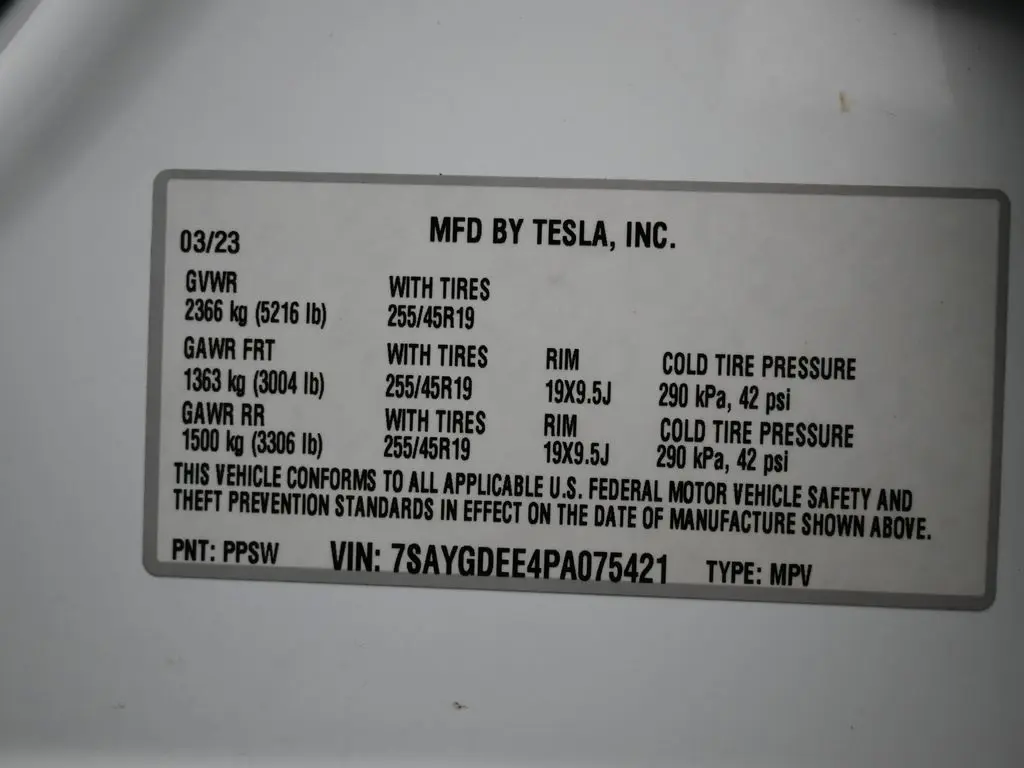 MFD BY TESLA, INC.
03/23
GVWR WITH TIRES
2366 kg (5216 lb) 255/45R19
GAWR FRT WITH TIRES RIM COLD TIRE PRESSURE
1363 kg (3004 lb) 255/45R19 19X9.5J 290 kPa, 42 psi
GAWR RR WITH TIRES RIM COLD TIRE PRESSURE
1500 kg (3306 lb) 255/45R19 19X9.5J 290 kPa, 42 psi
THIS VEHICLE CONFORMS TO ALL APPLICABLE U.S. FEDERAL MOTOR VEHICLE SAFETY AND
THEFT PREVENTION STANDARDS IN EFFECT ON THE DATE OF MANUFACTURE SHOWN ABOVE.
PNT: PPSW VIN: 7SAYGDEE4PA075421 TYPE: MPV